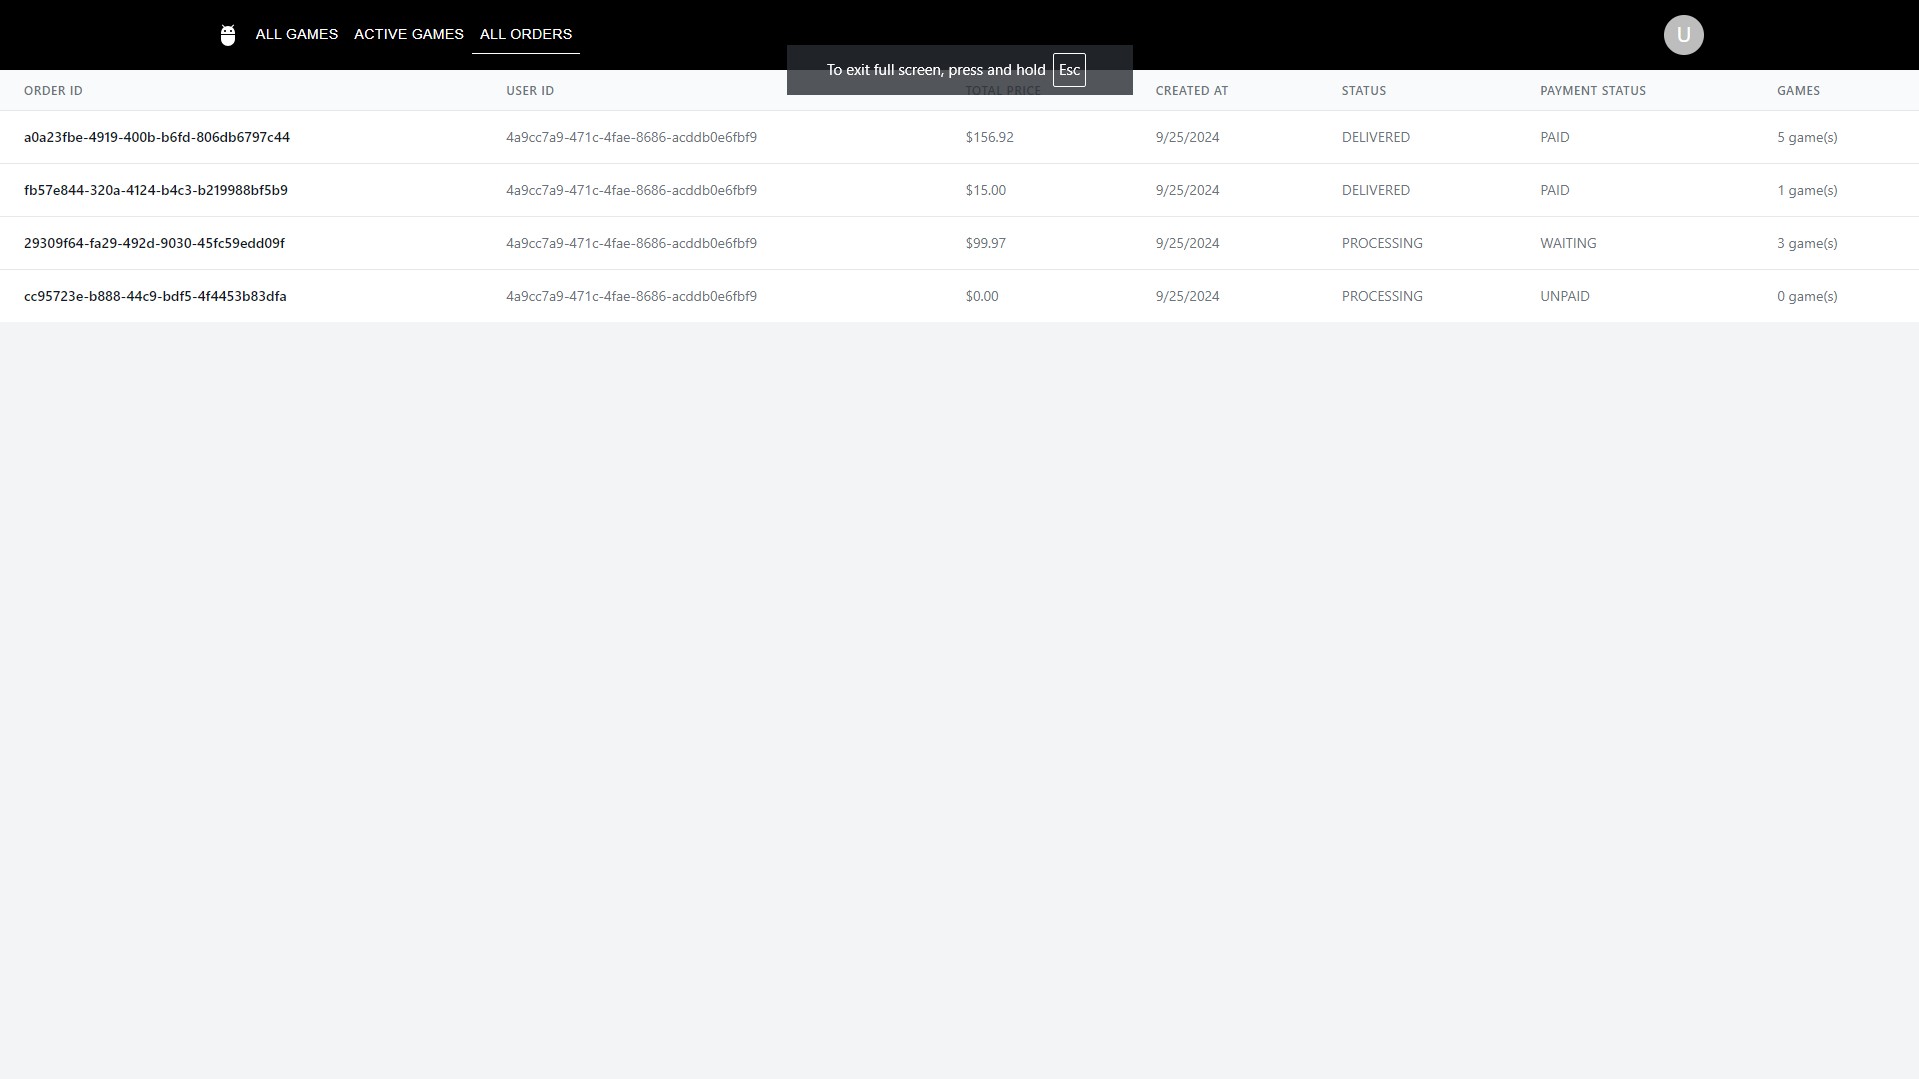 ALL GAMES ACTIVE GAMES ALL ORDERS U
To exit full screen, press and hold Esc
ORDER ID USER ID TOTAL PRICE CREATED AT STATUS PAYMENT STATUS GAMES
a0a23fbe-4919-400b-b6fd-806db6797c44 4a9cc7a9-471c-4fae-8686-acddb0e6fbf9 $156.92 9/25/2024 DELIVERED PAID 5 game(s)
fb57e844-320a-4124-b4c3-b219988bf5b9 4a9cc7a9-471c-4fae-8686-acddb0e6fbf9 $15.00 9/25/2024 DELIVERED PAID 1 game(s)
29309f64-fa29-492d-9030-45fc59edd09f 4a9cc7a9-471c-4fae-8686-acddb0e6fbf9 $99.97 9/25/2024 PROCESSING WAITING 3 game(s)
cc95723e-b888-44c9-bdf5-4f4453b83dfa 4a9cc7a9-471c-4fae-8686-acddb0e6fbf9 $0.00 9/25/2024 PROCESSING UNPAID 0 game(s)